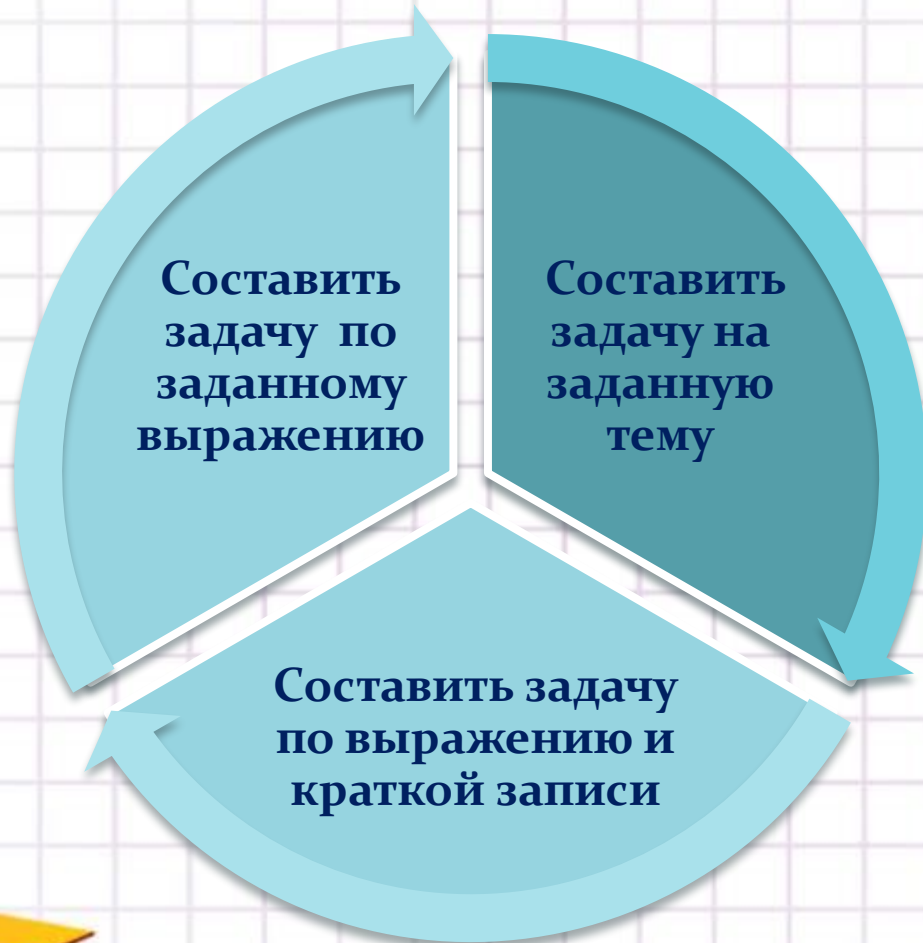 Составить
задачу по
заданному
выражению
Составить
задачу на
заданную
тему
Составить задачу
по выражению и
краткой записи